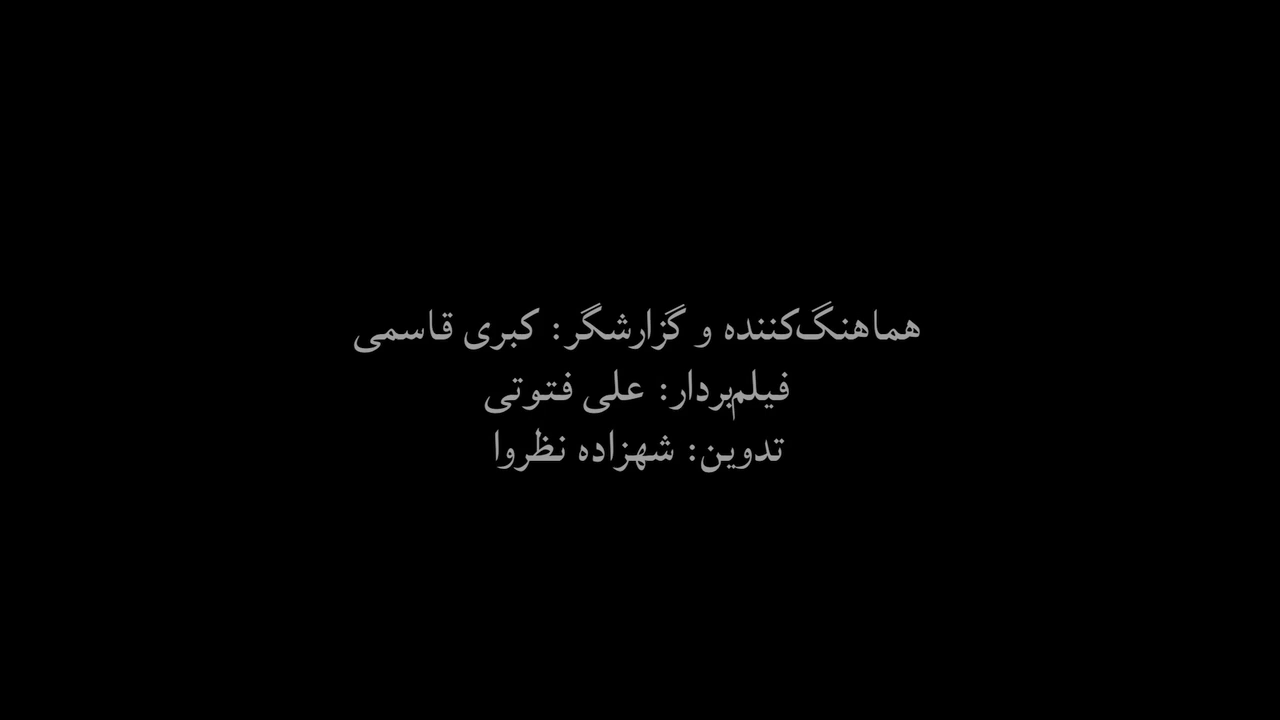 هماهنگ‌کننده و گزارشگر: کبری قاسمی
فیلم‌بردار: علی فتوتی
تدوین: شهزاده نظروا